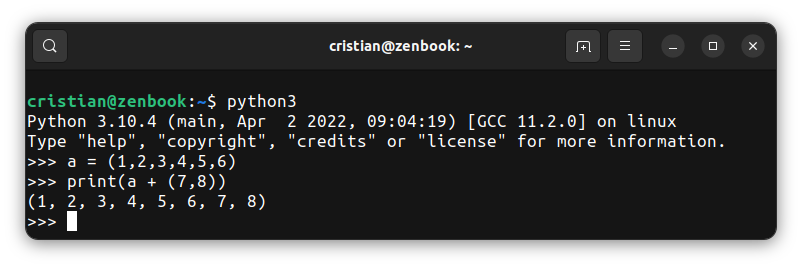 cristian@zenbook: ~
cristian@zenbook:~$ python3
Python 3.10.4 (main, Apr  2 2022, 09:04:19) [GCC 11.2.0] on linux
Type "help", "copyright", "credits" or "license" for more information.
>>> a = (1,2,3,4,5,6)
>>> print(a + (7,8))
(1, 2, 3, 4, 5, 6, 7, 8)
>>>